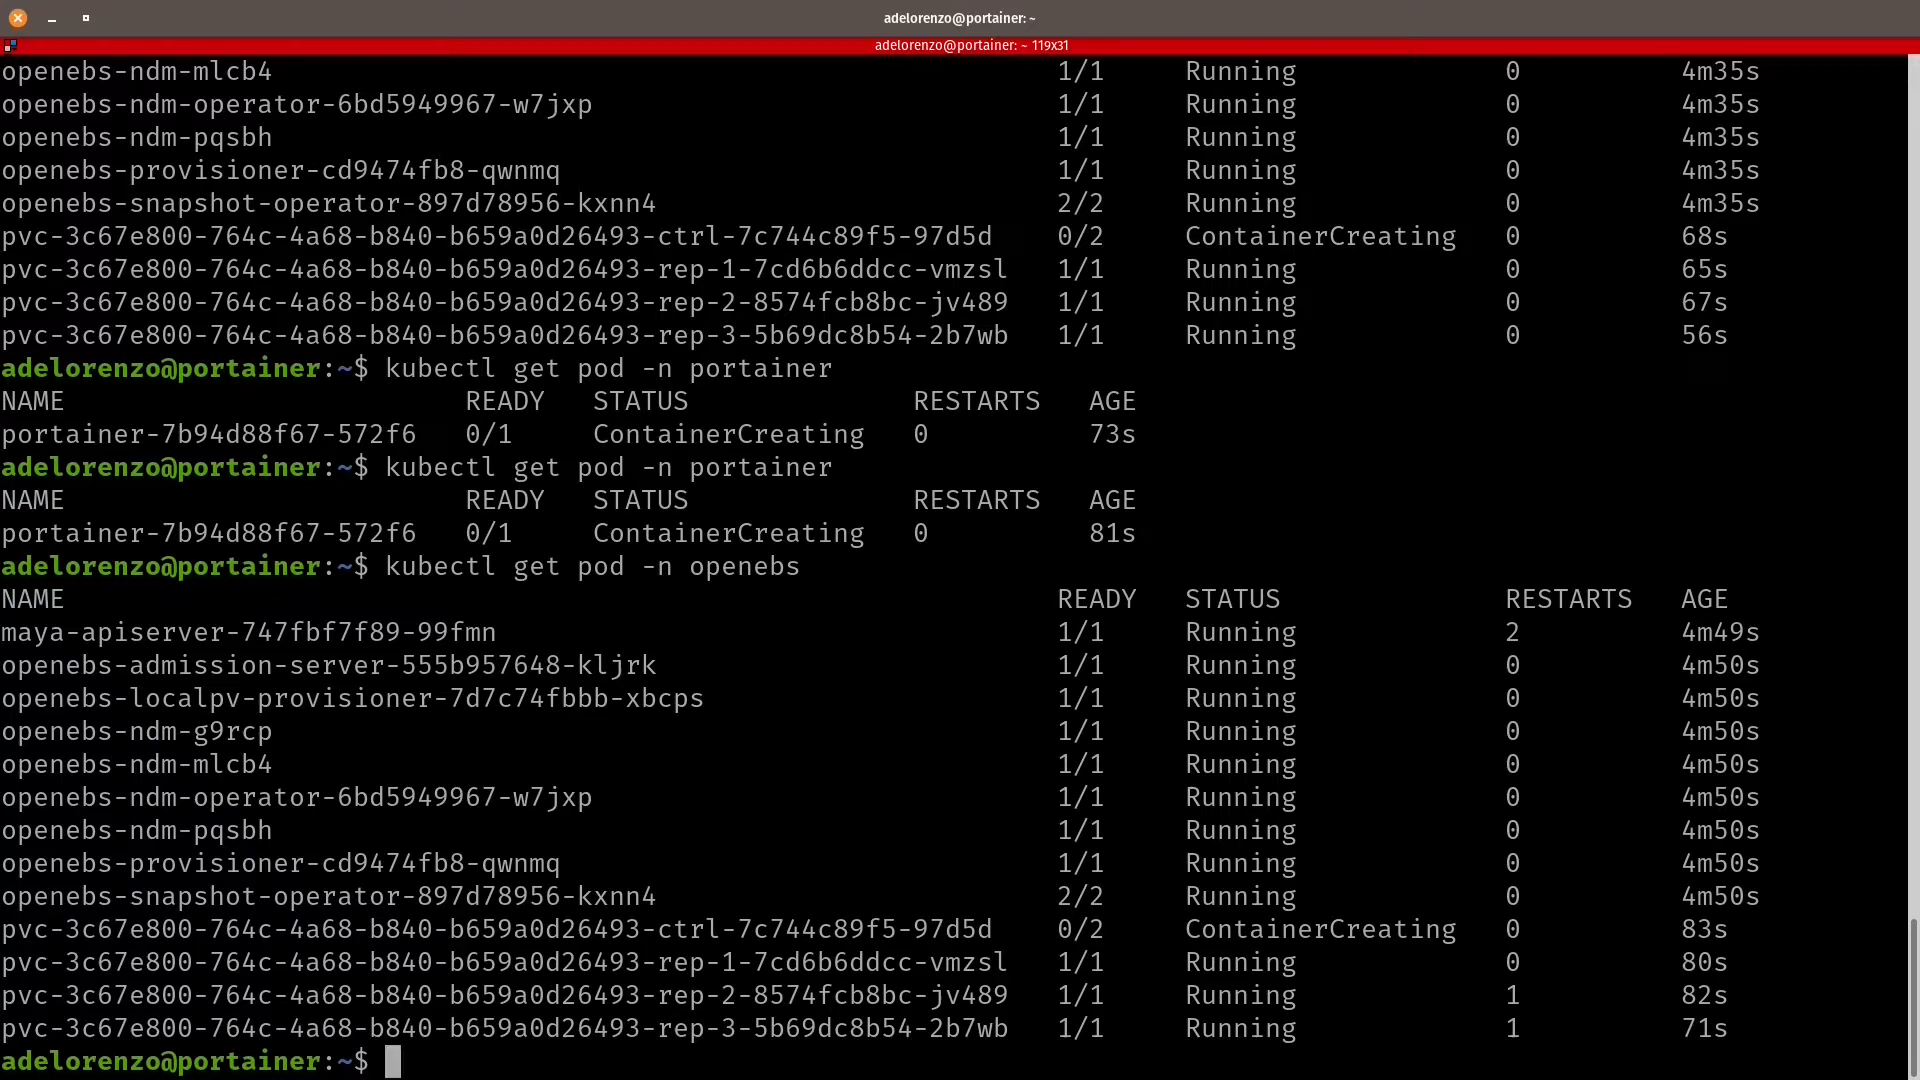 adelorenzo@portainer: ~
adelorenzo@portainer: ~ 119x31
openebs-ndm-mlcb4 1/1 Running 0 4m35s
openebs-ndm-operator-6bd5949967-w7jxp 1/1 Running 0 4m35s
openebs-ndm-pqsbh 1/1 Running 0 4m35s
openebs-provisioner-cd9474fb8-qwnmq 1/1 Running 0 4m35s
openebs-snapshot-operator-897d78956-kxnn4 2/2 Running 0 4m35s
pvc-3c67e800-764c-4a68-b840-b659a0d26493-ctrl-7c744c89f5-97d5d 0/2 ContainerCreating 0 68s
pvc-3c67e800-764c-4a68-b840-b659a0d26493-rep-1-7cd6b6ddcc-vmzsl 1/1 Running 0 65s
pvc-3c67e800-764c-4a68-b840-b659a0d26493-rep-2-8574fcb8bc-jv489 1/1 Running 0 67s
pvc-3c67e800-764c-4a68-b840-b659a0d26493-rep-3-5b69dc8b54-2b7wb 1/1 Running 0 56s
adelorenzo@portainer:~$ kubectl get pod -n portainer
NAME READY STATUS RESTARTS AGE
portainer-7b94d88f67-572f6 0/1 ContainerCreating 0 73s
adelorenzo@portainer:~$ kubectl get pod -n portainer
NAME READY STATUS RESTARTS AGE
portainer-7b94d88f67-572f6 0/1 ContainerCreating 0 81s
adelorenzo@portainer:~$ kubectl get pod -n openebs
NAME READY STATUS RESTARTS AGE
maya-apiserver-747fbf7f89-99fmn 1/1 Running 2 4m49s
openebs-admission-server-555b957648-kljrk 1/1 Running 0 4m50s
openebs-localpv-provisioner-7d7c74fbbb-xbcps 1/1 Running 0 4m50s
openebs-ndm-g9rcp 1/1 Running 0 4m50s
openebs-ndm-mlcb4 1/1 Running 0 4m50s
openebs-ndm-operator-6bd5949967-w7jxp 1/1 Running 0 4m50s
openebs-ndm-pqsbh 1/1 Running 0 4m50s
openebs-provisioner-cd9474fb8-qwnmq 1/1 Running 0 4m50s
openebs-snapshot-operator-897d78956-kxnn4 2/2 Running 0 4m50s
pvc-3c67e800-764c-4a68-b840-b659a0d26493-ctrl-7c744c89f5-97d5d 0/2 ContainerCreating 0 83s
pvc-3c67e800-764c-4a68-b840-b659a0d26493-rep-1-7cd6b6ddcc-vmzsl 1/1 Running 0 80s
pvc-3c67e800-764c-4a68-b840-b659a0d26493-rep-2-8574fcb8bc-jv489 1/1 Running 1 82s
pvc-3c67e800-764c-4a68-b840-b659a0d26493-rep-3-5b69dc8b54-2b7wb 1/1 Running 1 71s
adelorenzo@portainer:~$